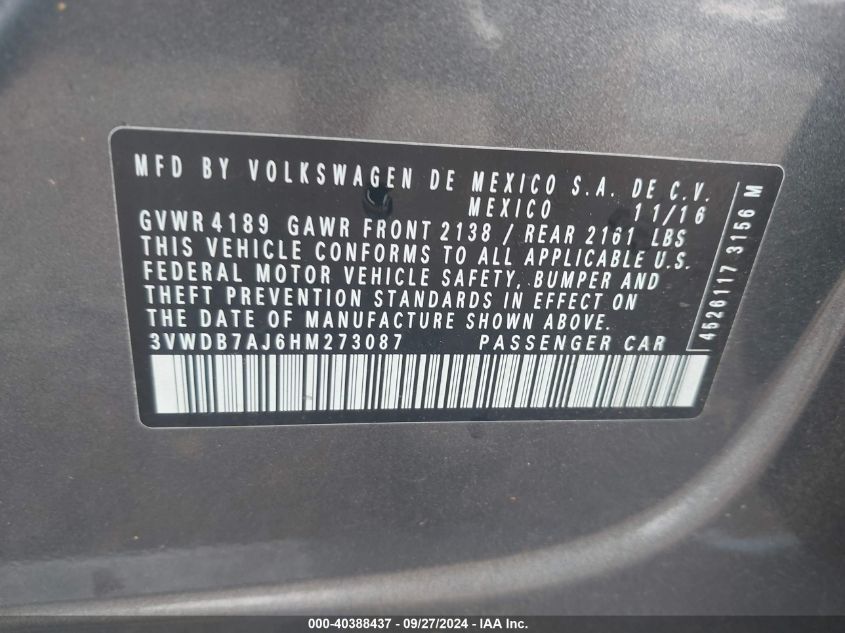 MFD BY VOLKSWAGEN DE MEXICO S.A. DE C.V.
MEXICO 11/16
GVWR 4189 GAWR FRONT 2138 / REAR 2161 LBS
THIS VEHICLE CONFORMS TO ALL APPLICABLE U.S.
FEDERAL MOTOR VEHICLE SAFETY, BUMPER AND
THEFT PREVENTION STANDARDS IN EFFECT ON
THE DATE OF MANUFACTURE SHOWN ABOVE.
3VWDB7AJ6HM273087 PASSENGER CAR
4526117 3156 M
000-40388437 - 09/27/2024 - IAA Inc.